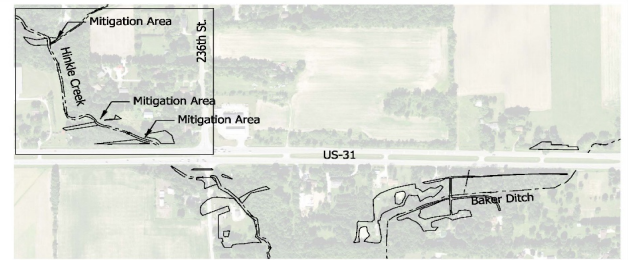 Mitigation Area
236th St.
Hinkle Creek
Mitigation Area
Mitigation Area
US-31
Baker Ditch